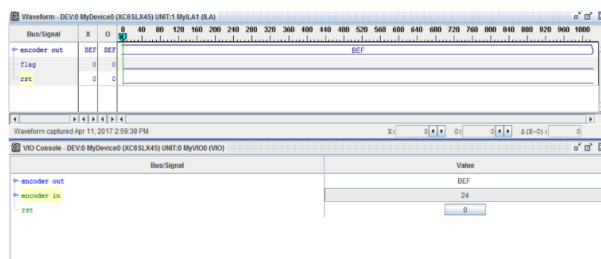 Waveform - DEV:0 MyDevice0 (XC6SLX45) UNIT:1 MyILA1 (ILA)
Bus/Signal X O 0 40 80 120 160 200 240 280 320 360 400 440 480 520 560 600 640 680 720 760 800 840 880 920 960 1000
encoder out BEF BEF BEF
flag 0 0
rst 0 0
Waveform captured Apr 11, 2017 2:59:38 PM X: 0 O: 0 Δ(X-O): 0
VIO Console - DEV:0 MyDevice0 (XC6SLX45) UNIT:0 MyVIO0 (VIO)
Bus/Signal Value
encoder out BEF
encoder in 24
rst 0